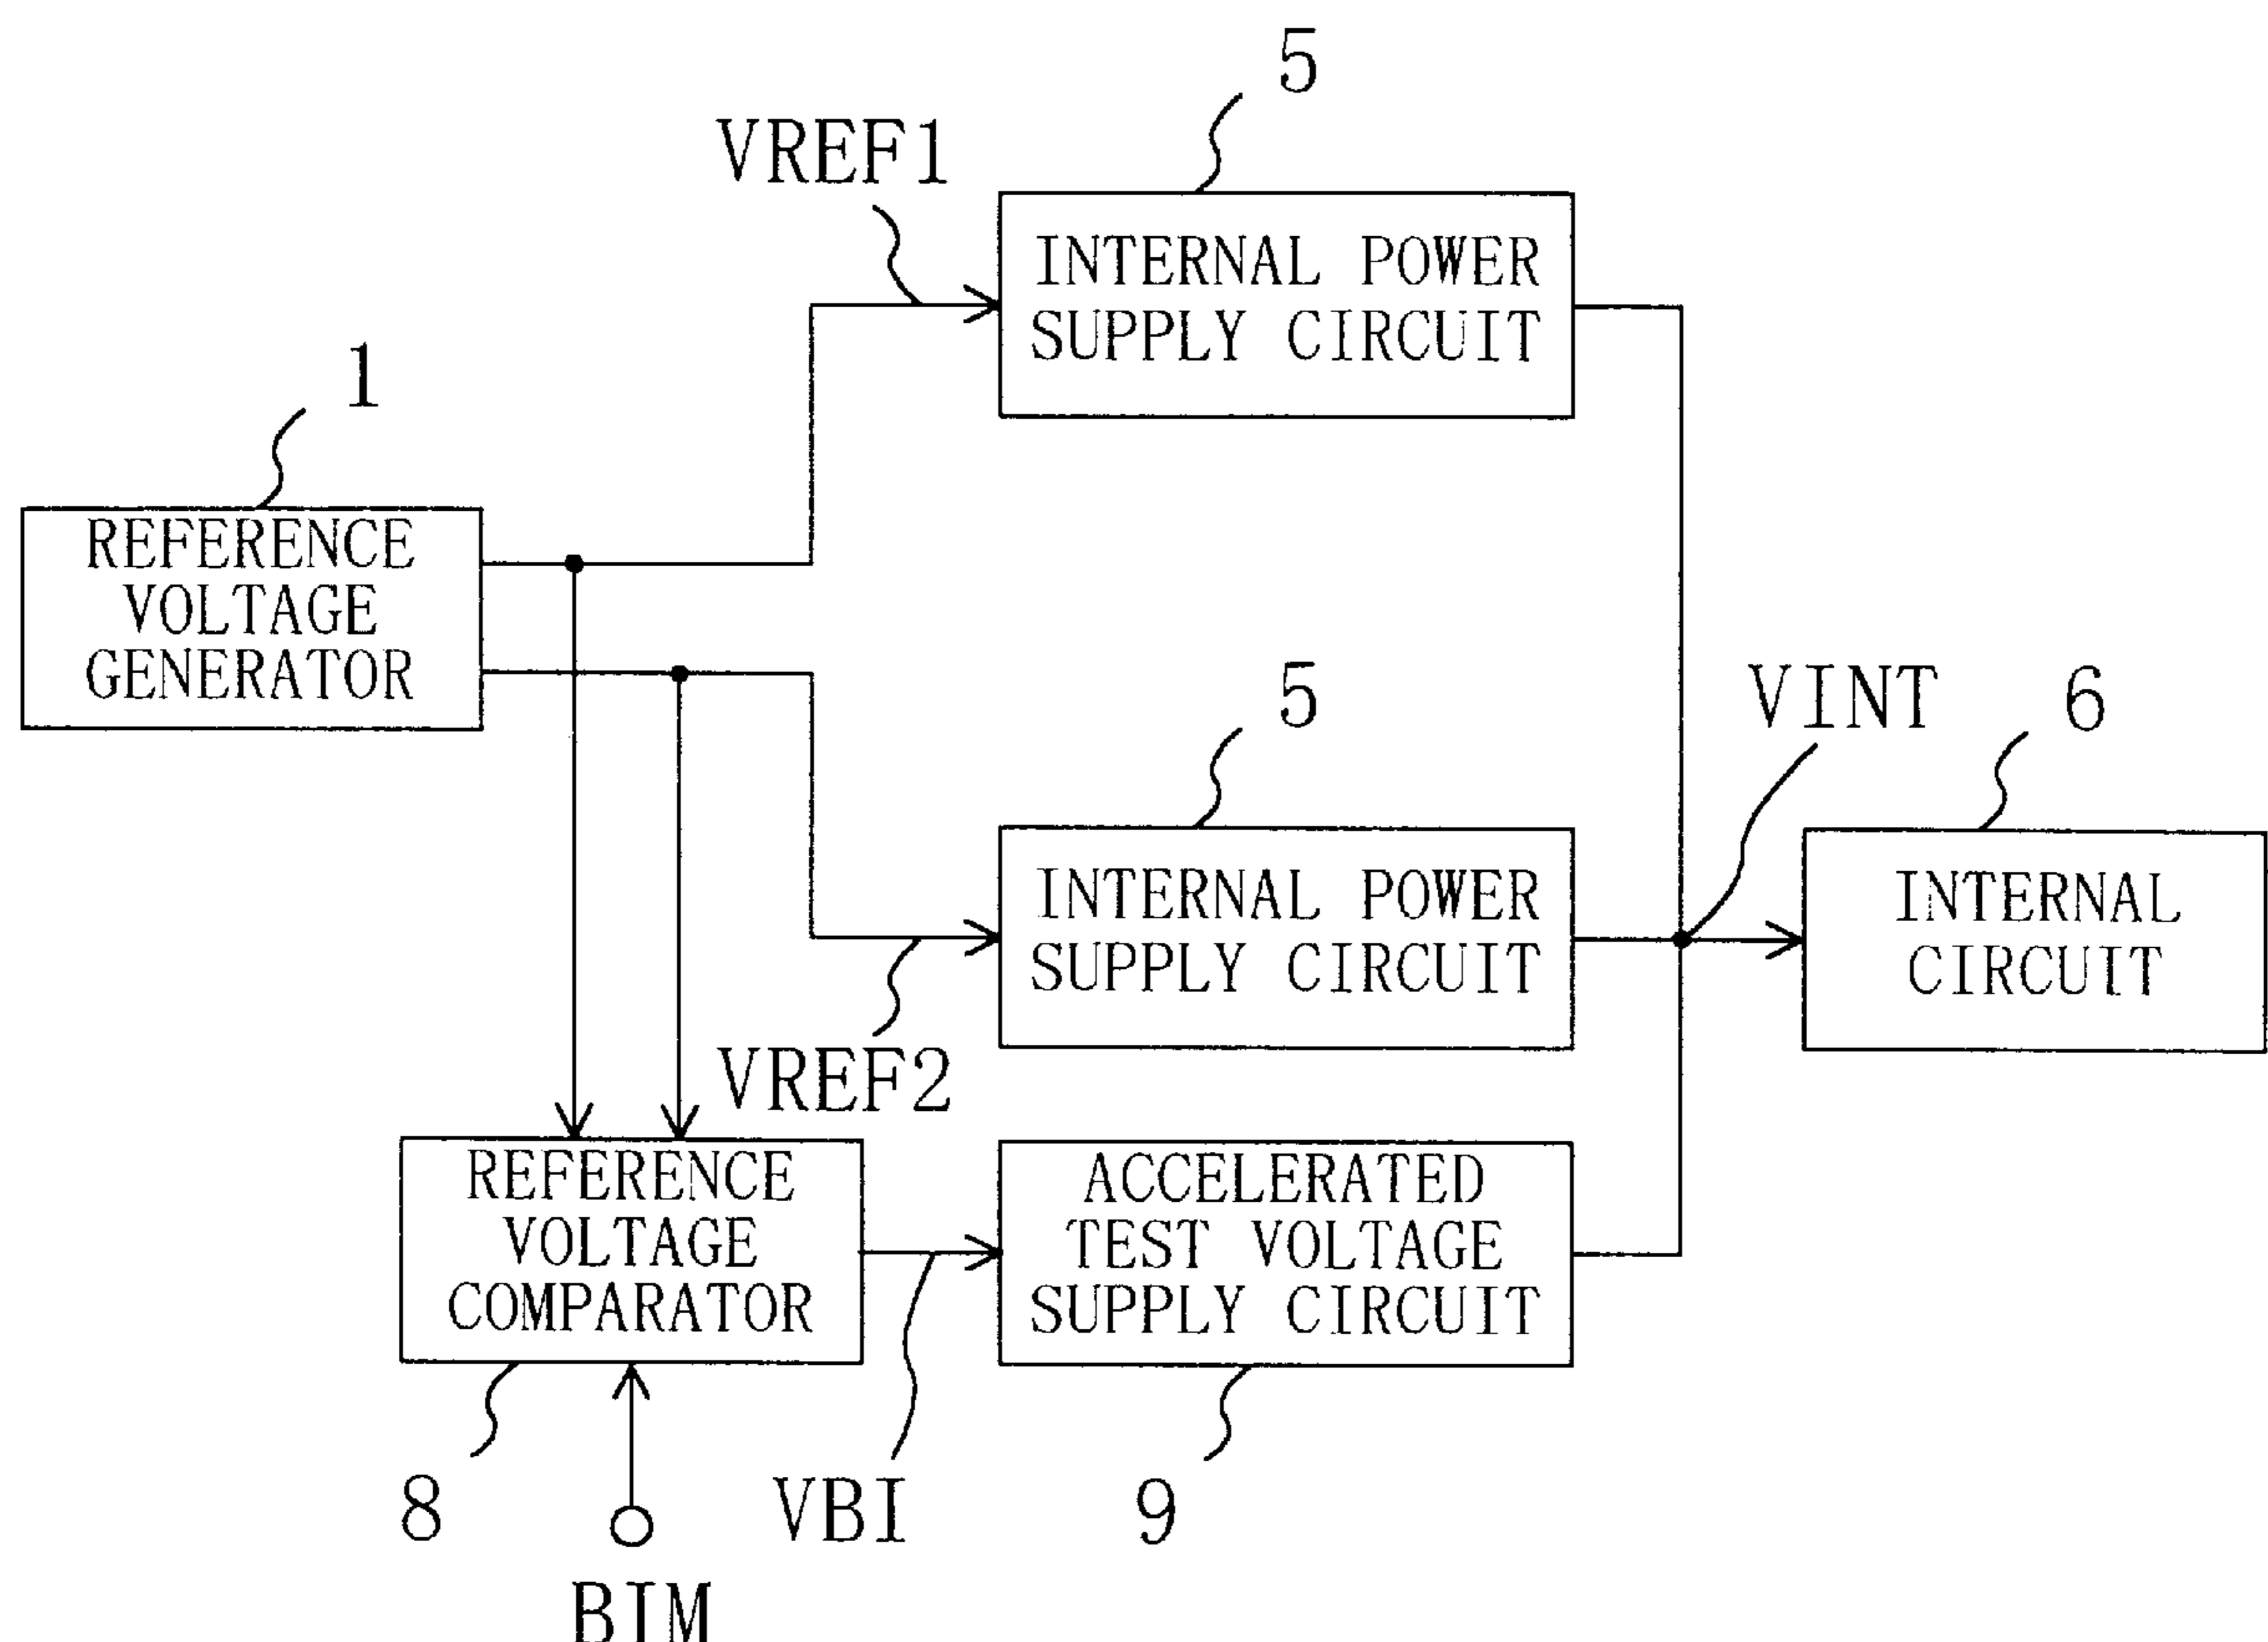 5
VREF1
INTERNAL POWER
SUPPLY CIRCUIT
1
REFERENCE
VOLTAGE
GENERATOR
5
VINT
6
INTERNAL POWER
SUPPLY CIRCUIT
INTERNAL
CIRCUIT
VREF2
REFERENCE
VOLTAGE
COMPARATOR
ACCELERATED
TEST VOLTAGE
SUPPLY CIRCUIT
8
VBI
9
BIM